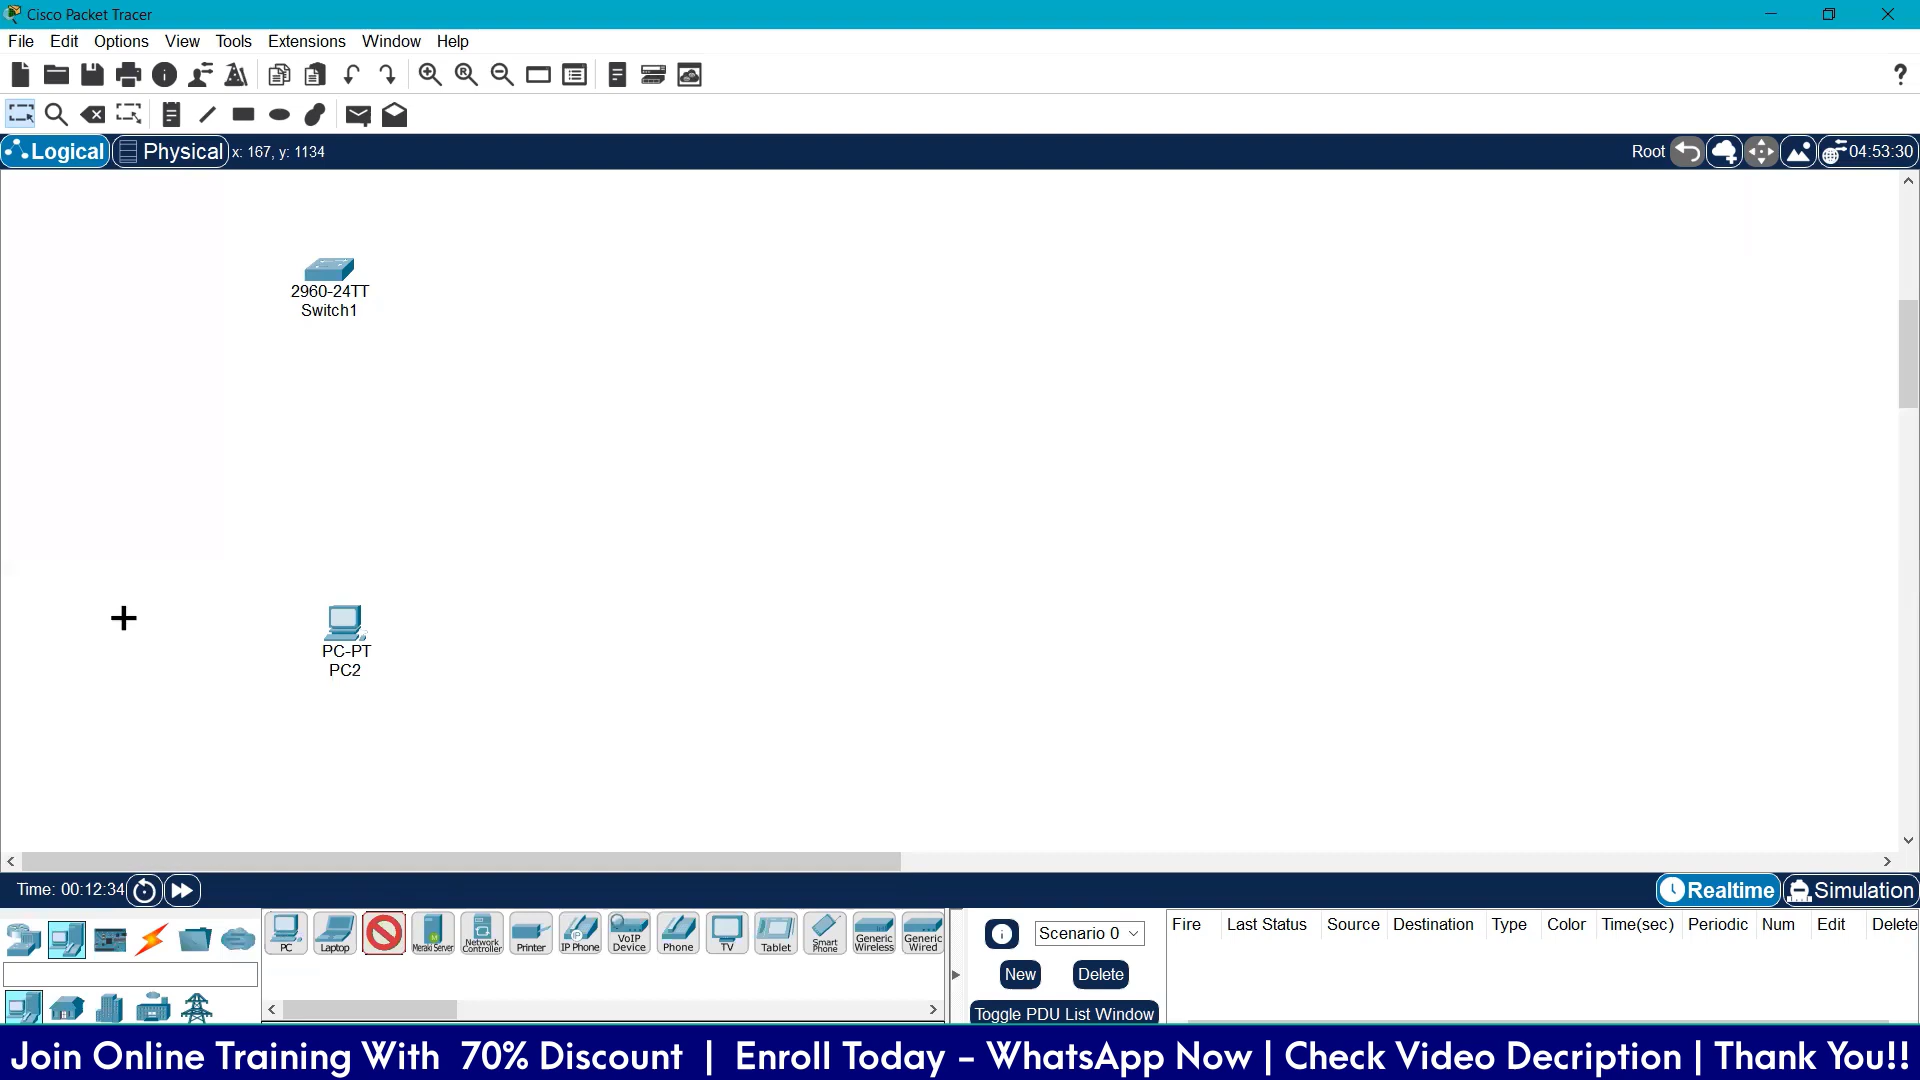 Cisco Packet Tracer
File Edit Options View Tools Extensions Window Help
?
Logical Physical x: 167, y: 1134 Root 04:53:30
2960-24TT
Switch1
PC-PT
PC2
Time: 00:12:34 Realtime Simulation
PC Laptop Meraki Server Network Controller Printer IP Phone VoIP Device Phone TV Tablet Smart Phone Generic Wireless Generic Wired
Scenario 0
New Delete
Toggle PDU List Window
Fire Last Status Source Destination Type Color Time(sec) Periodic Num Edit Delete
Join Online Training With 70% Discount | Enroll Today – WhatsApp Now | Check Video Decription | Thank You!!